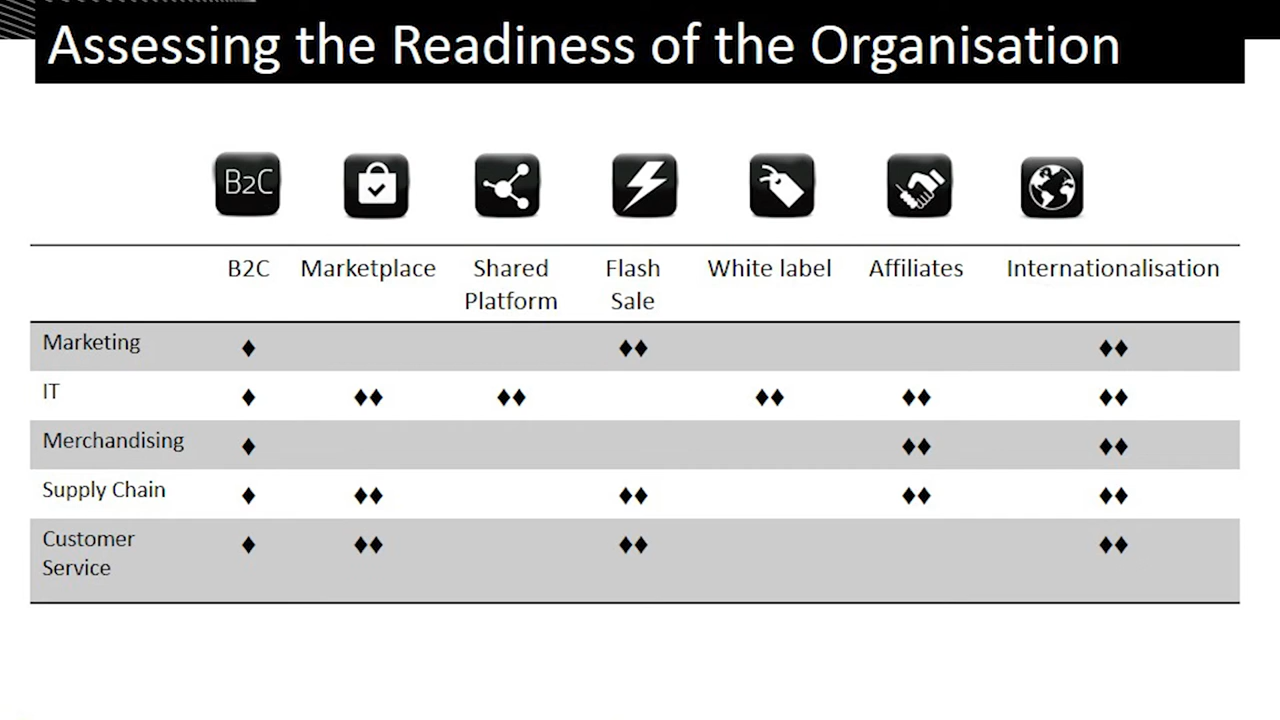 Assessing the Readiness of the Organisation
B2C
B2C Marketplace Shared Platform Flash Sale White label Affiliates Internationalisation
Marketing ♦ ♦♦ ♦♦
IT ♦ ♦♦ ♦♦ ♦♦ ♦♦ ♦♦
Merchandising ♦ ♦♦ ♦♦
Supply Chain ♦ ♦♦ ♦♦ ♦♦ ♦♦
Customer Service ♦ ♦♦ ♦♦ ♦♦